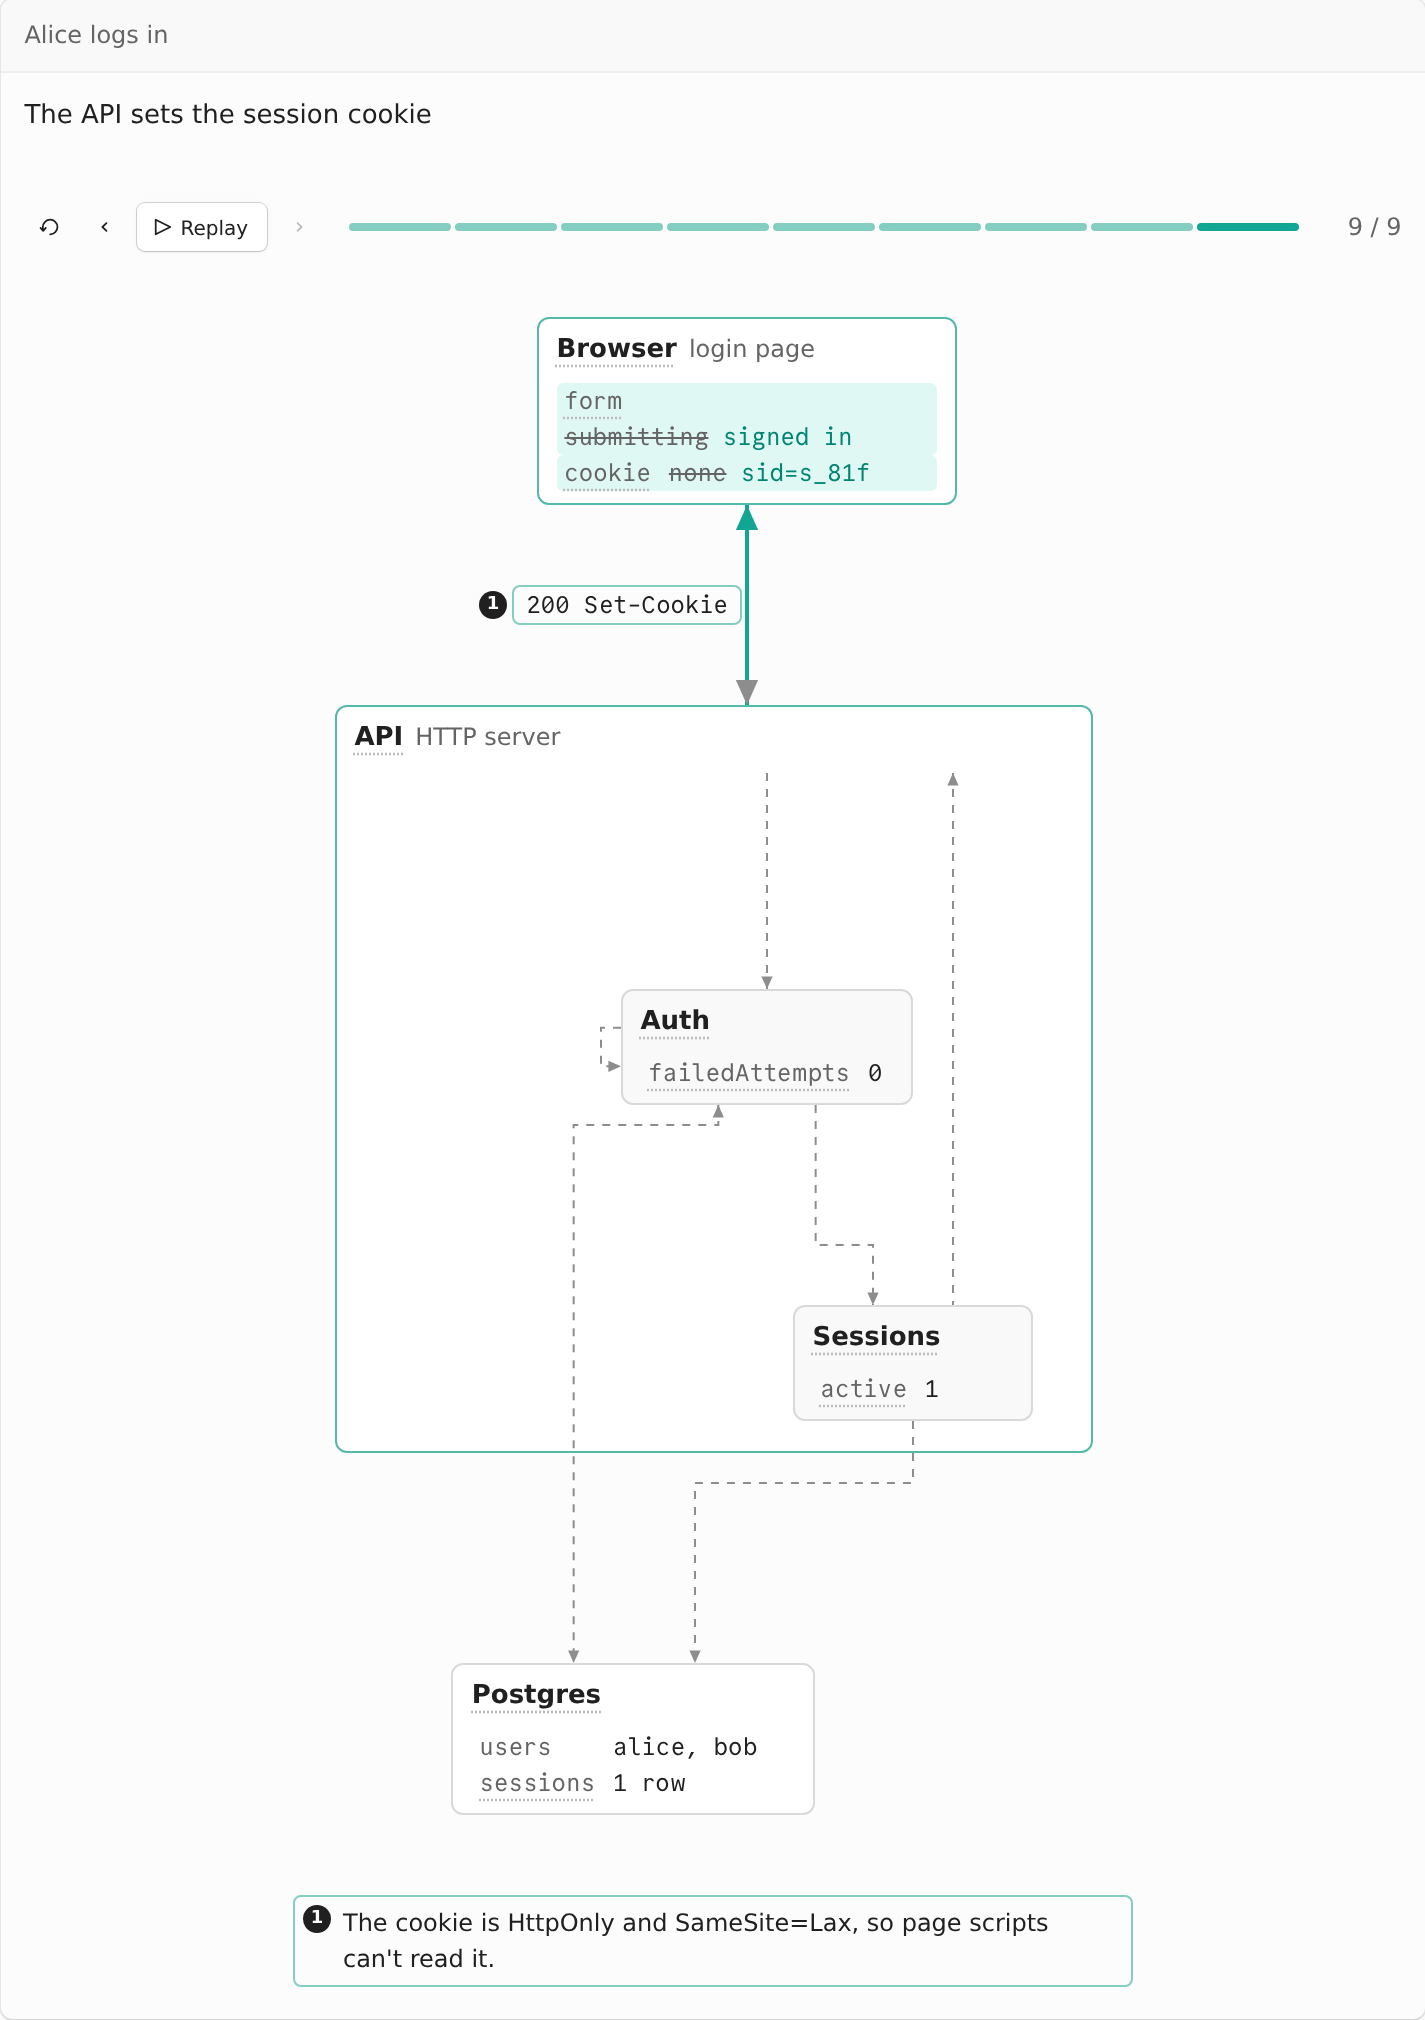 Alice logs in
The API sets the session cookie
Replay
9 / 9
Browser login page
form
submitting signed in
cookie none sid=s_81f
1 200 Set-Cookie
API HTTP server
Auth
failedAttempts 0
Sessions
active 1
Postgres
users alice, bob
sessions 1 row
1 The cookie is HttpOnly and SameSite=Lax, so page scripts
can't read it.